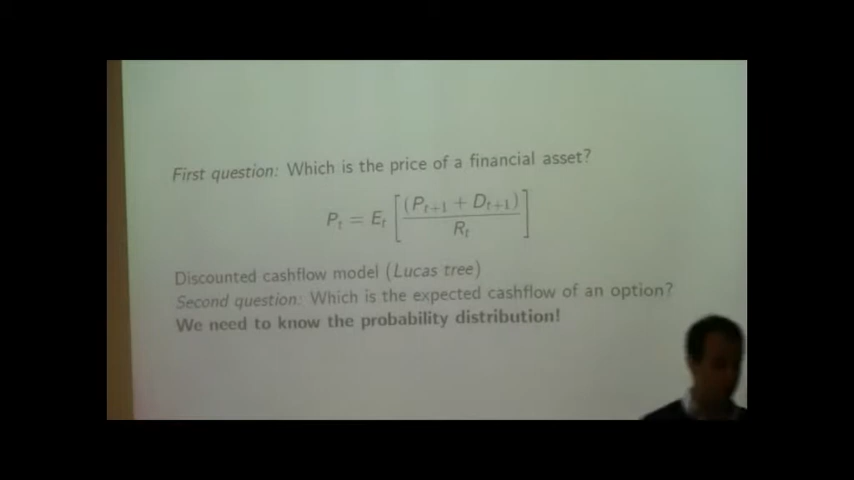 First question: Which is the price of a financial asset?
P_t = E_t [ (P_{t+1} + D_{t+1}) / R_t ]
Discounted cashflow model (Lucas tree)
Second question: Which is the expected cashflow of an option?
We need to know the probability distribution!